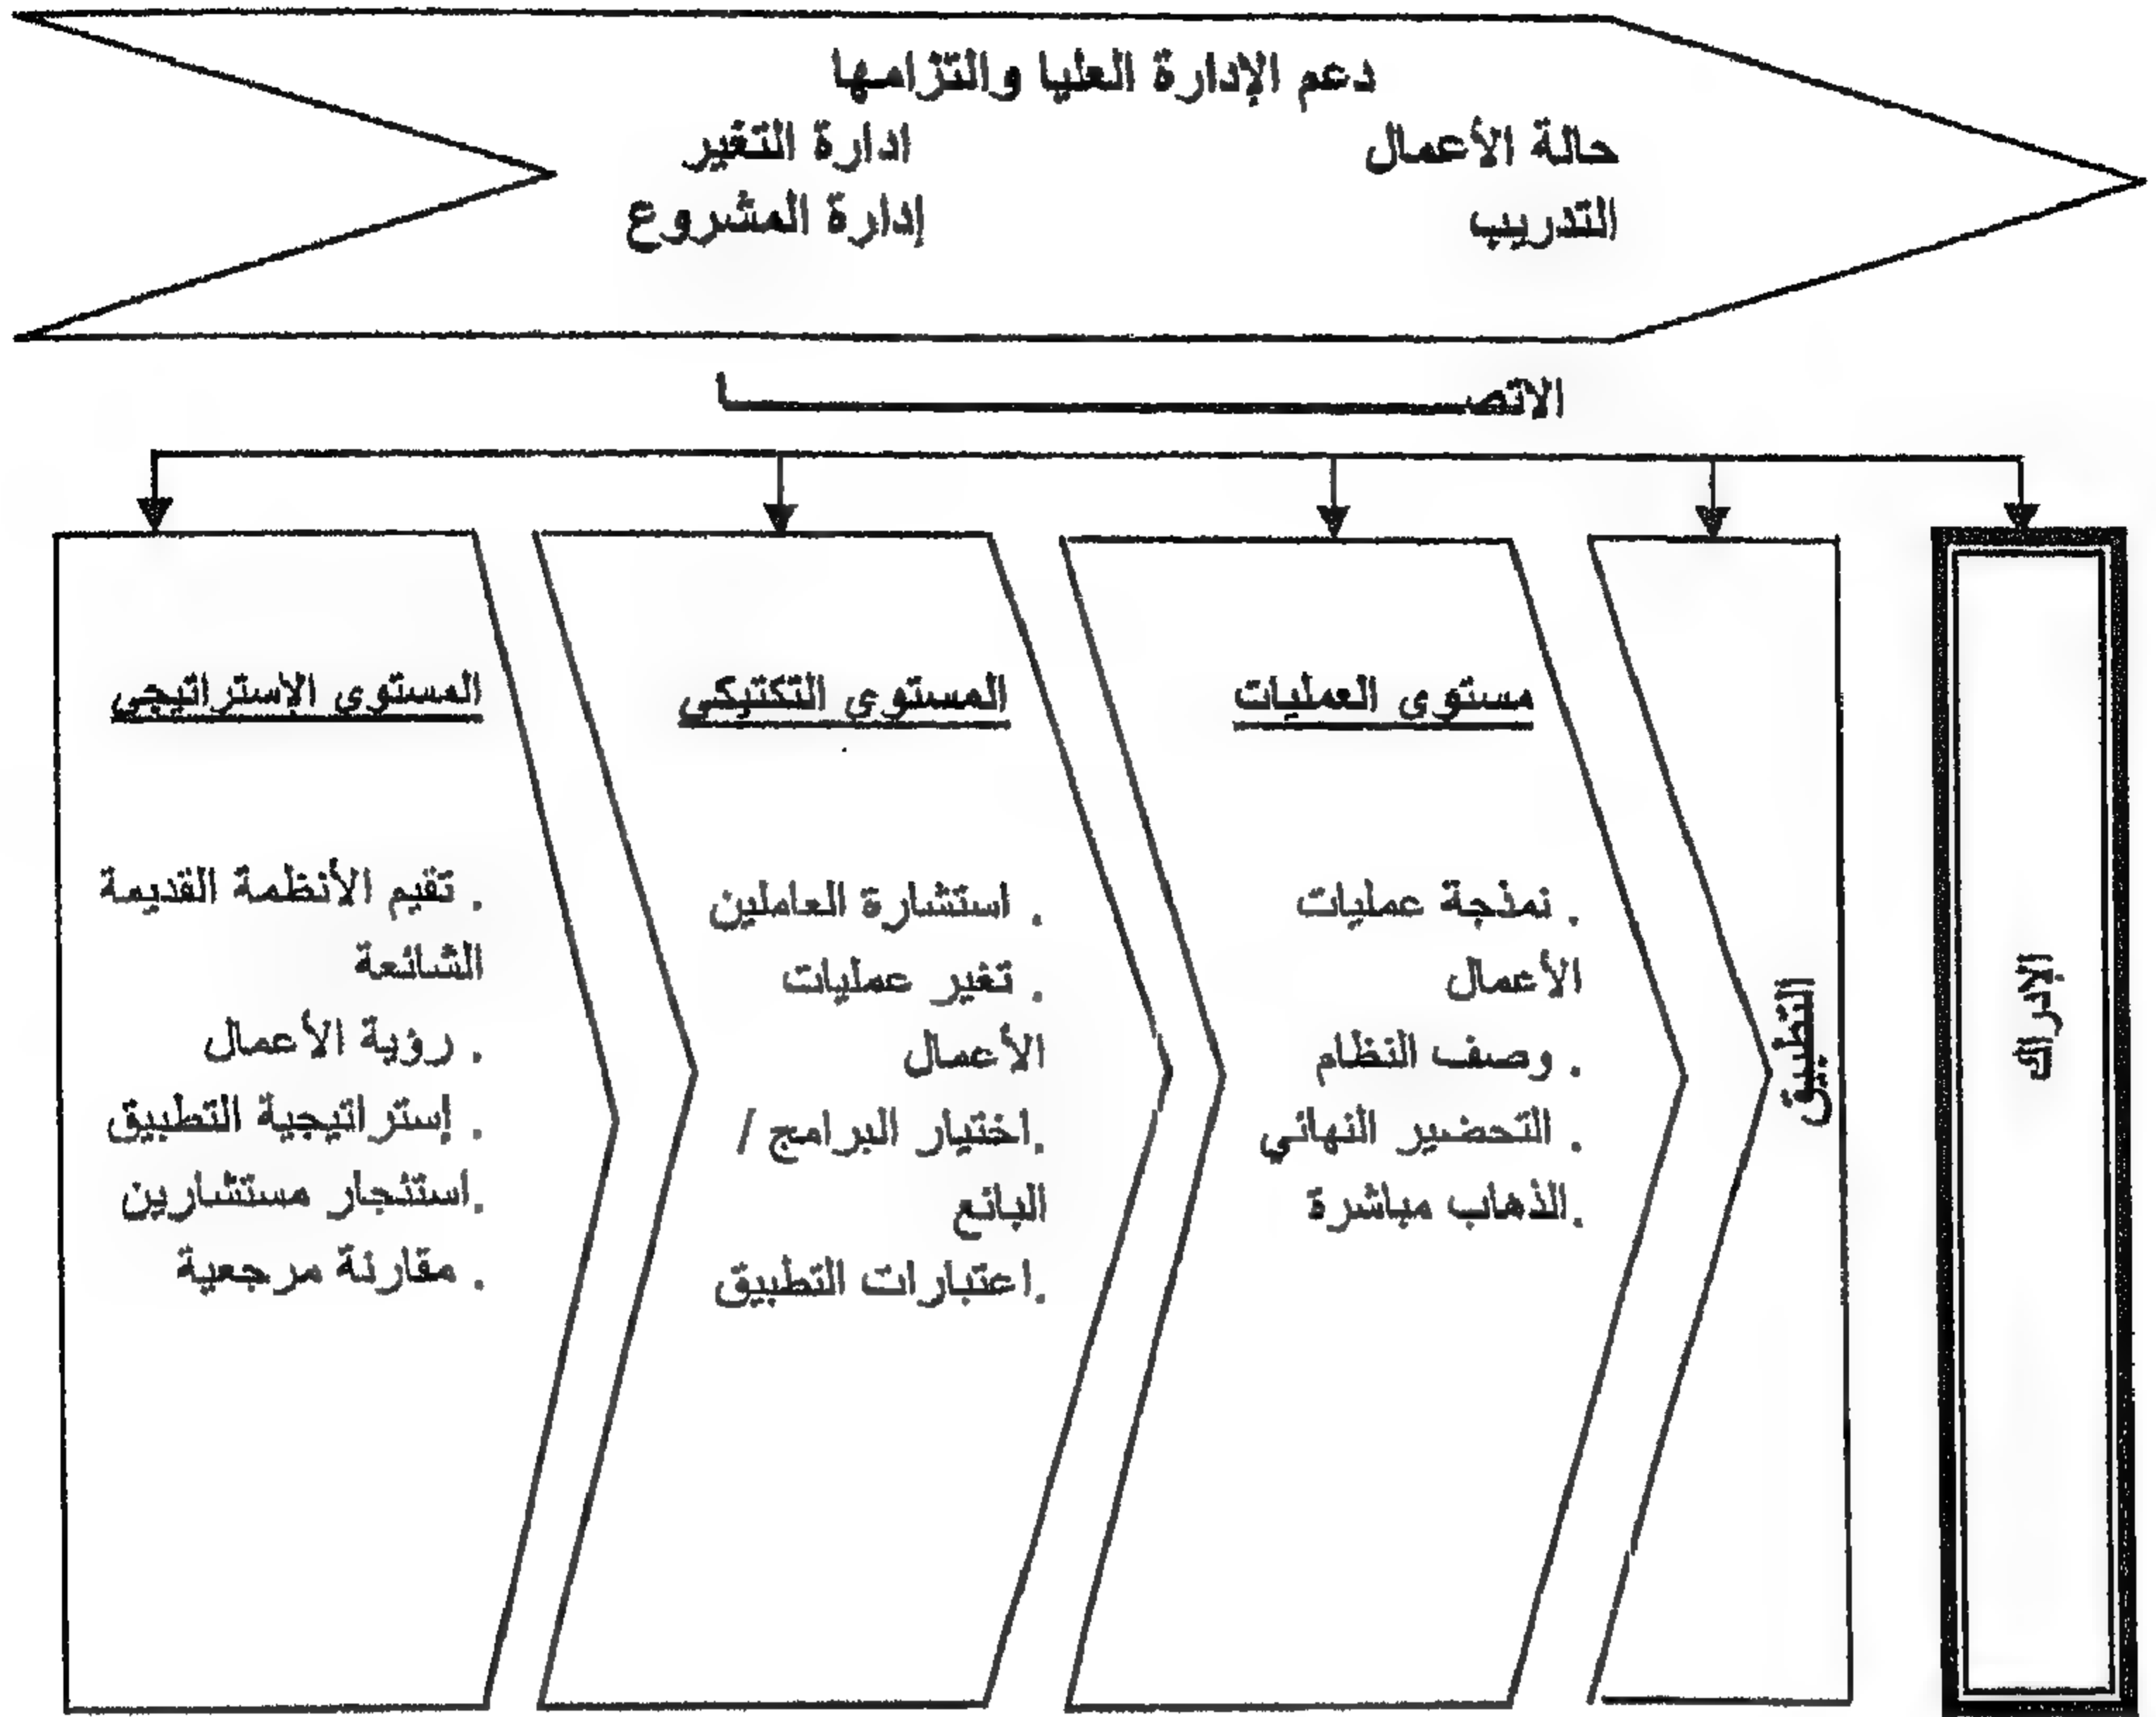 دعم الإدارة العليا والتزامها
حالة الأعمال
ادارة التغير
التدريب
إدارة المشروع
الاتصـــــــــــــــــال
المستوى الإستراتيجي
. تقيم الأنظمة القديمة
الشائعة
. رؤية الأعمال
. إستراتيجية التطبيق
.استئجار مستشارين
. مقارنة مرجعية
المستوي التكتيكي
. استشارة العاملين
. تغير عمليات
الأعمال
.اختيار البرامج /
البائع
.اعتبارات التطبيق
مستوى العمليات
. نمذجة عمليات
الأعمال
. وصف النظام
. التحضير النهائي
.الذهاب مباشرة
التطبيق
الإدراك